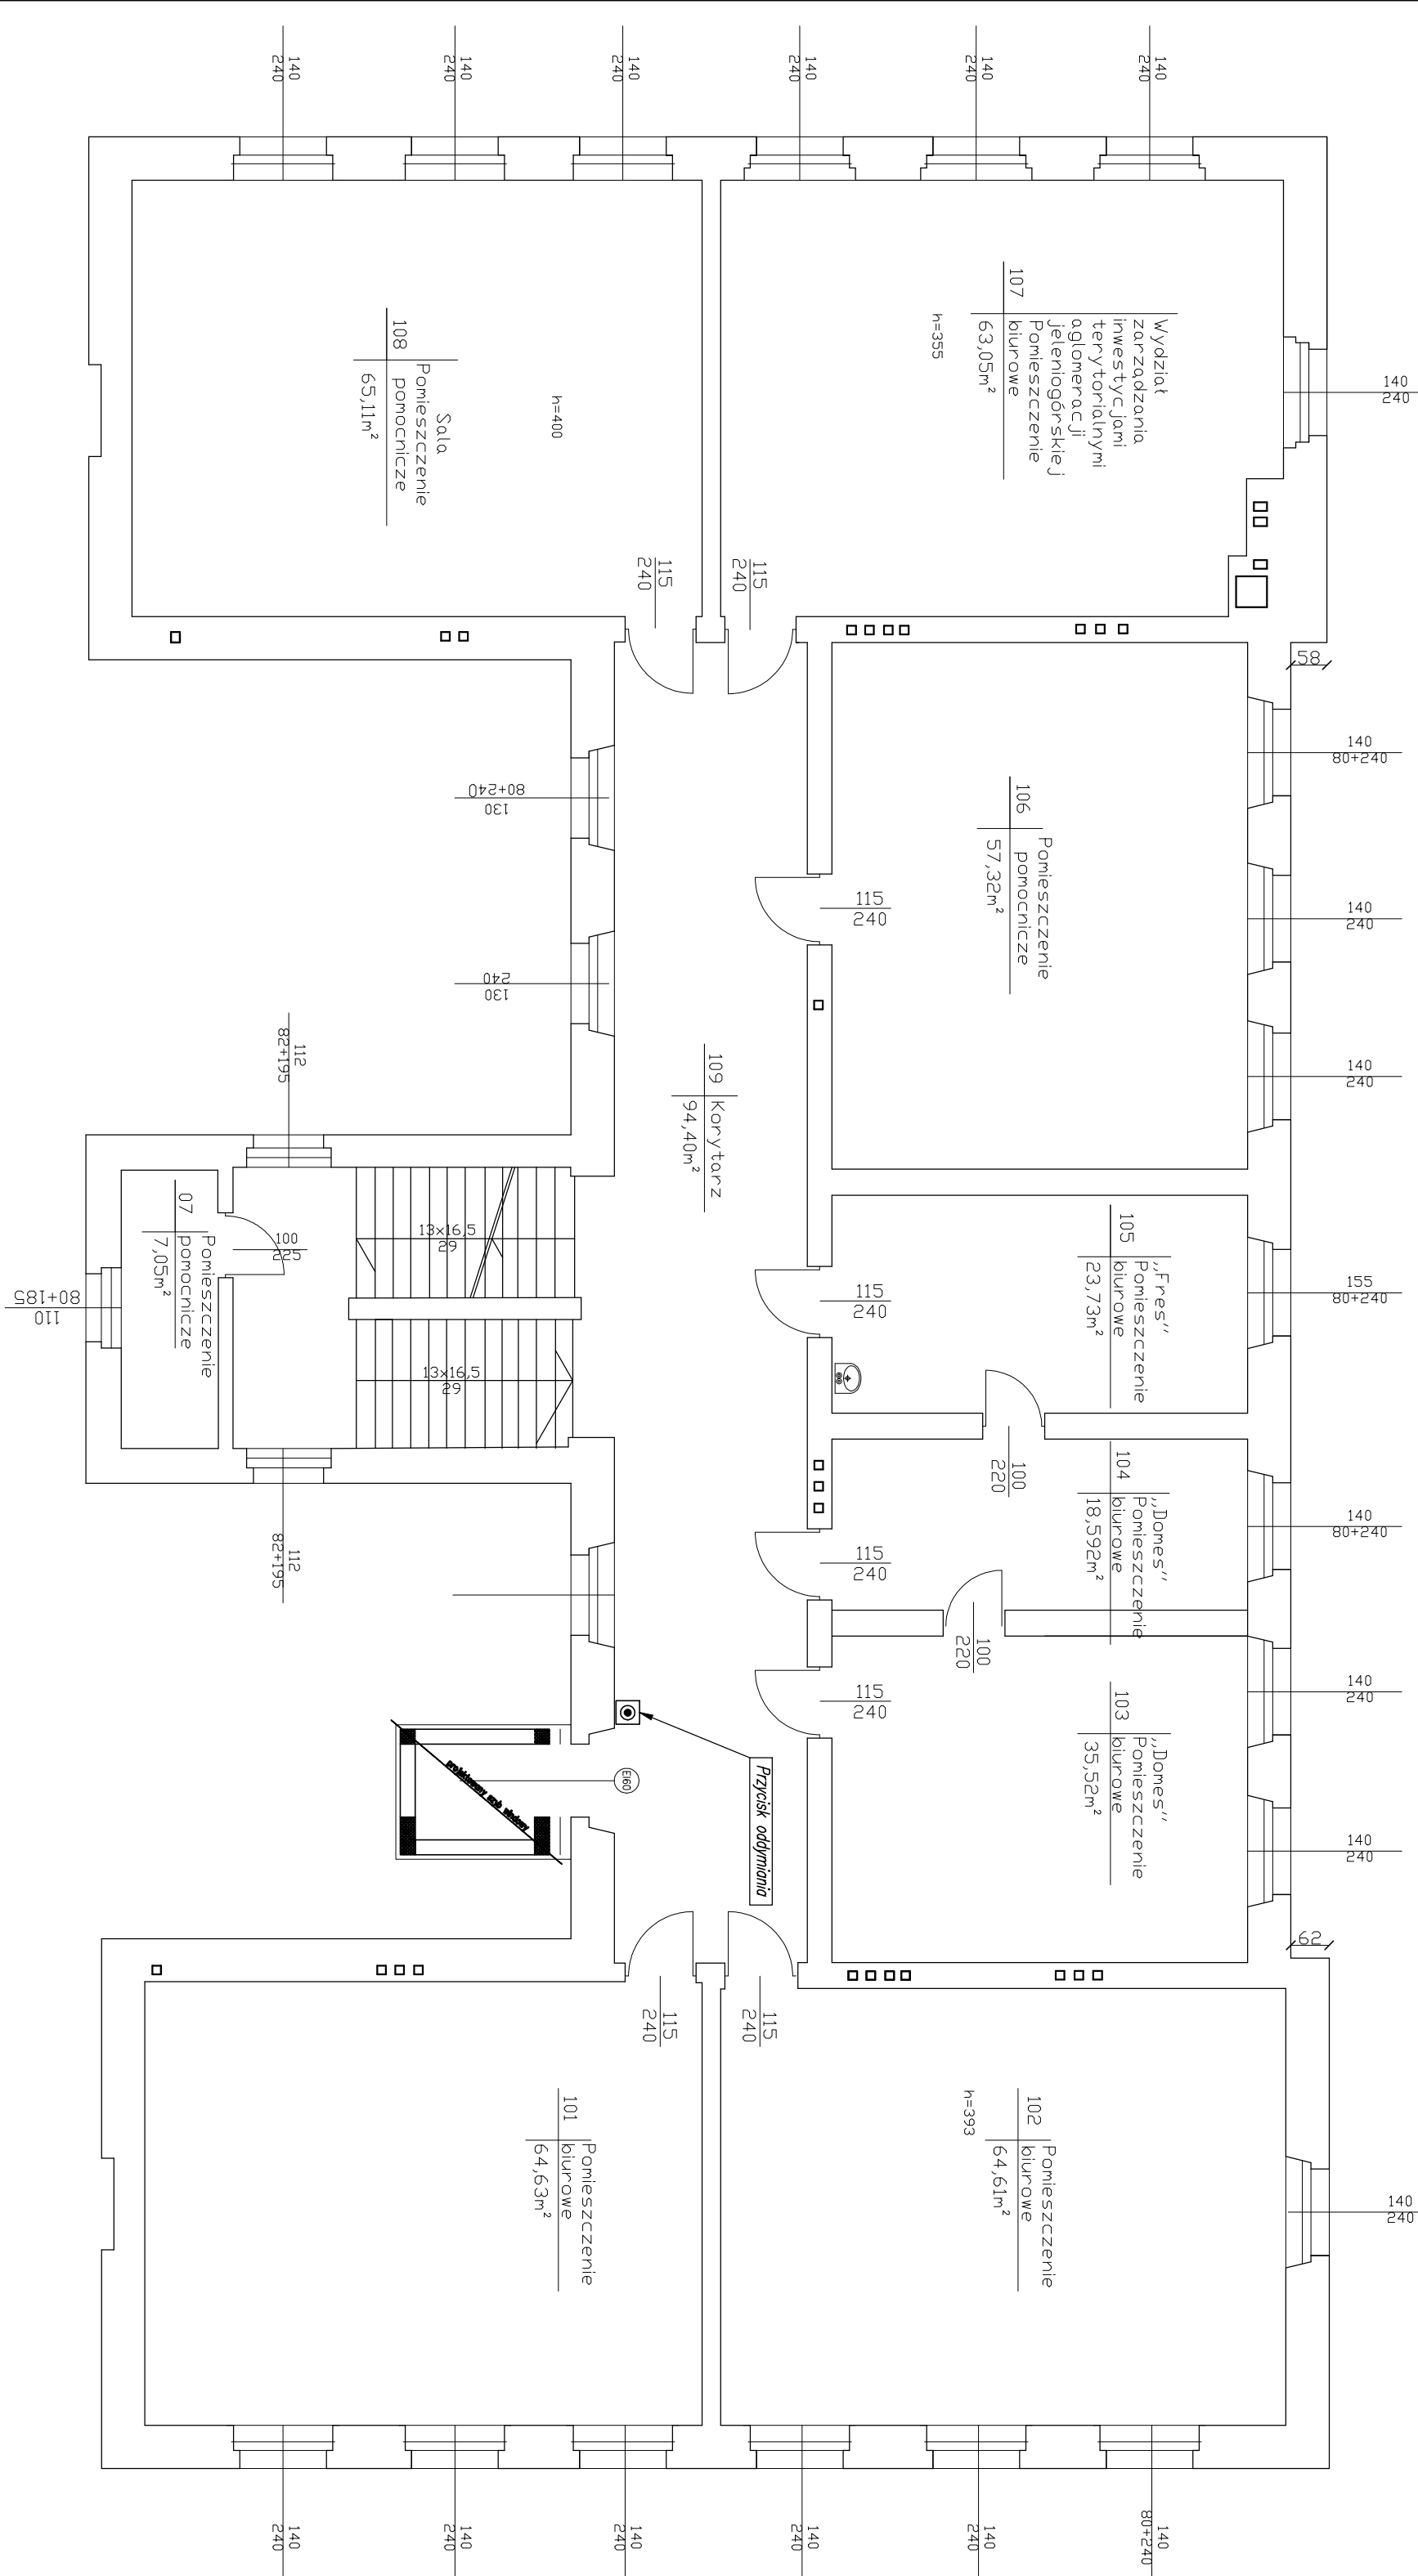 140
240
140
240
140
240
140
240
140
240
140
240
140
240
107
Wydział
zarządzania
inwestycjami
terytorialnymi
aglomeracji
jeleniogórskiej
Pomieszczenie
biurowe
63,05m²
h=355
108
Sala
Pomieszczenie
pomocnicze
65,11m²
h=400
115
240
115
240
58
140
80+240
140
240
140
240
106
Pomieszczenie
pomocnicze
57,32m²
115
240
130
80+240
130
240
112
82+195
109
Korytarz
94,40m²
07
Pomieszczenie
pomocnicze
7,05m²
100
225
110
80+185
13x16,5
29
13x16,5
29
112
82+195
105
,,Fres''
Pomieszczenie
biurowe
23,73m²
115
240
155
80+240
100
220
104
,,Domes''
Pomieszczenie
biurowe
18,592m²
115
240
140
80+240
100
220
103
,,Domes''
Pomieszczenie
biurowe
35,52m²
115
240
140
240
140
240
62
Przycisk oddymiania
EI60
projektowany szyb windowy
115
240
115
240
101
Pomieszczenie
biurowe
64,63m²
102
Pomieszczenie
biurowe
64,61m²
h=393
140
240
140
240
140
240
140
240
140
240
140
240
140
80+240